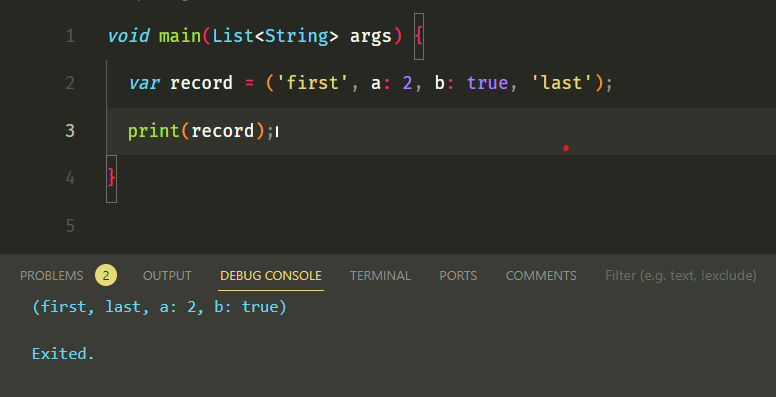 1 void main(List<String> args) {
2 var record = ('first', a: 2, b: true, 'last');
3 print(record);
4 }
5
PROBLEMS 2 OUTPUT DEBUG CONSOLE TERMINAL PORTS COMMENTS Filter (e.g. text, !exclude)
(first, last, a: 2, b: true)
Exited.